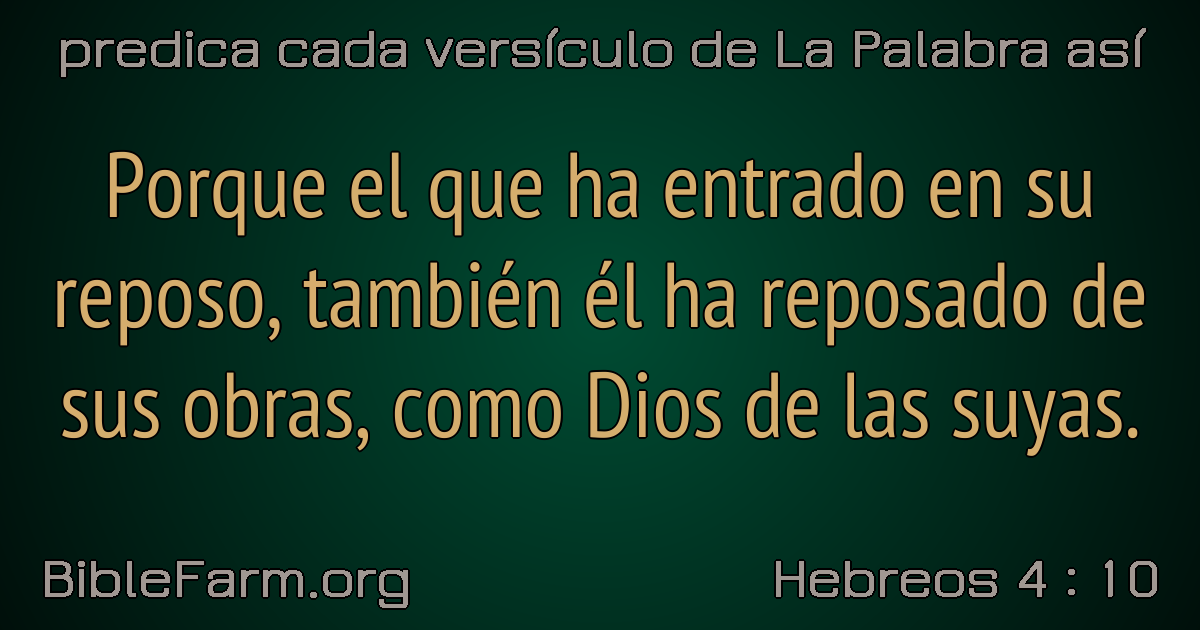 predica cada versículo de La Palabra así
Porque el que ha entrado en su
reposo, también él ha reposado de
sus obras, como Dios de las suyas.
BibleFarm.org
Hebreos 4 : 10